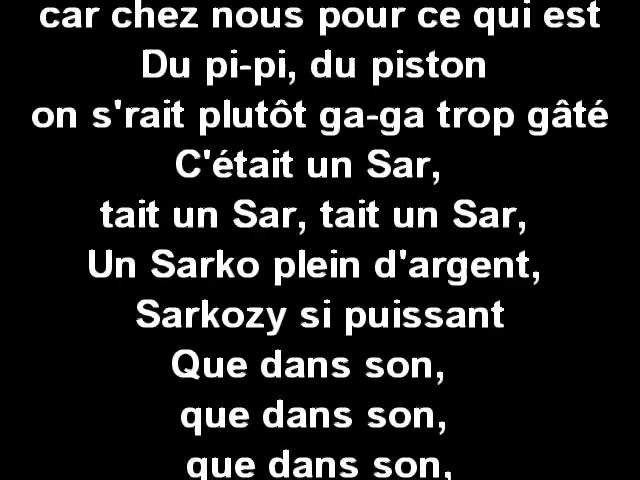 car chez nous pour ce qui est
Du pi-pi, du piston
on s'rait plutôt ga-ga trop gâté
C'était un Sar,
tait un Sar, tait un Sar,
Un Sarko plein d'argent,
Sarkozy si puissant
Que dans son,
que dans son,
que dans son,